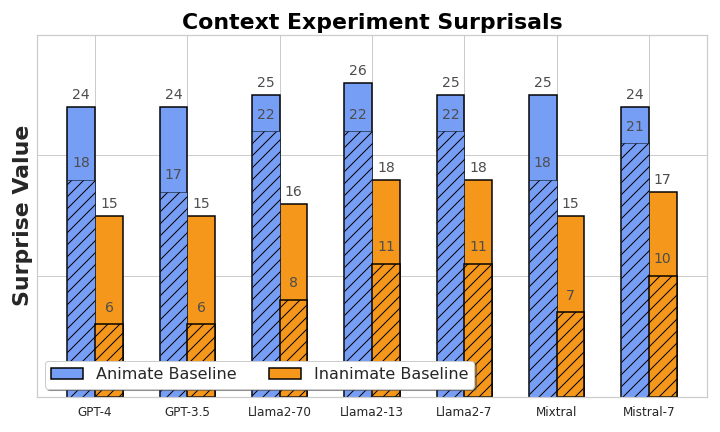 Context Experiment Surprisals
Surprise Value
24
18
15
6
24
17
15
6
25
22
16
8
26
22
18
11
25
22
18
11
25
18
15
7
24
21
17
10
Animate Baseline
Inanimate Baseline
GPT-4
GPT-3.5
Llama2-70
Llama2-13
Llama2-7
Mixtral
Mistral-7